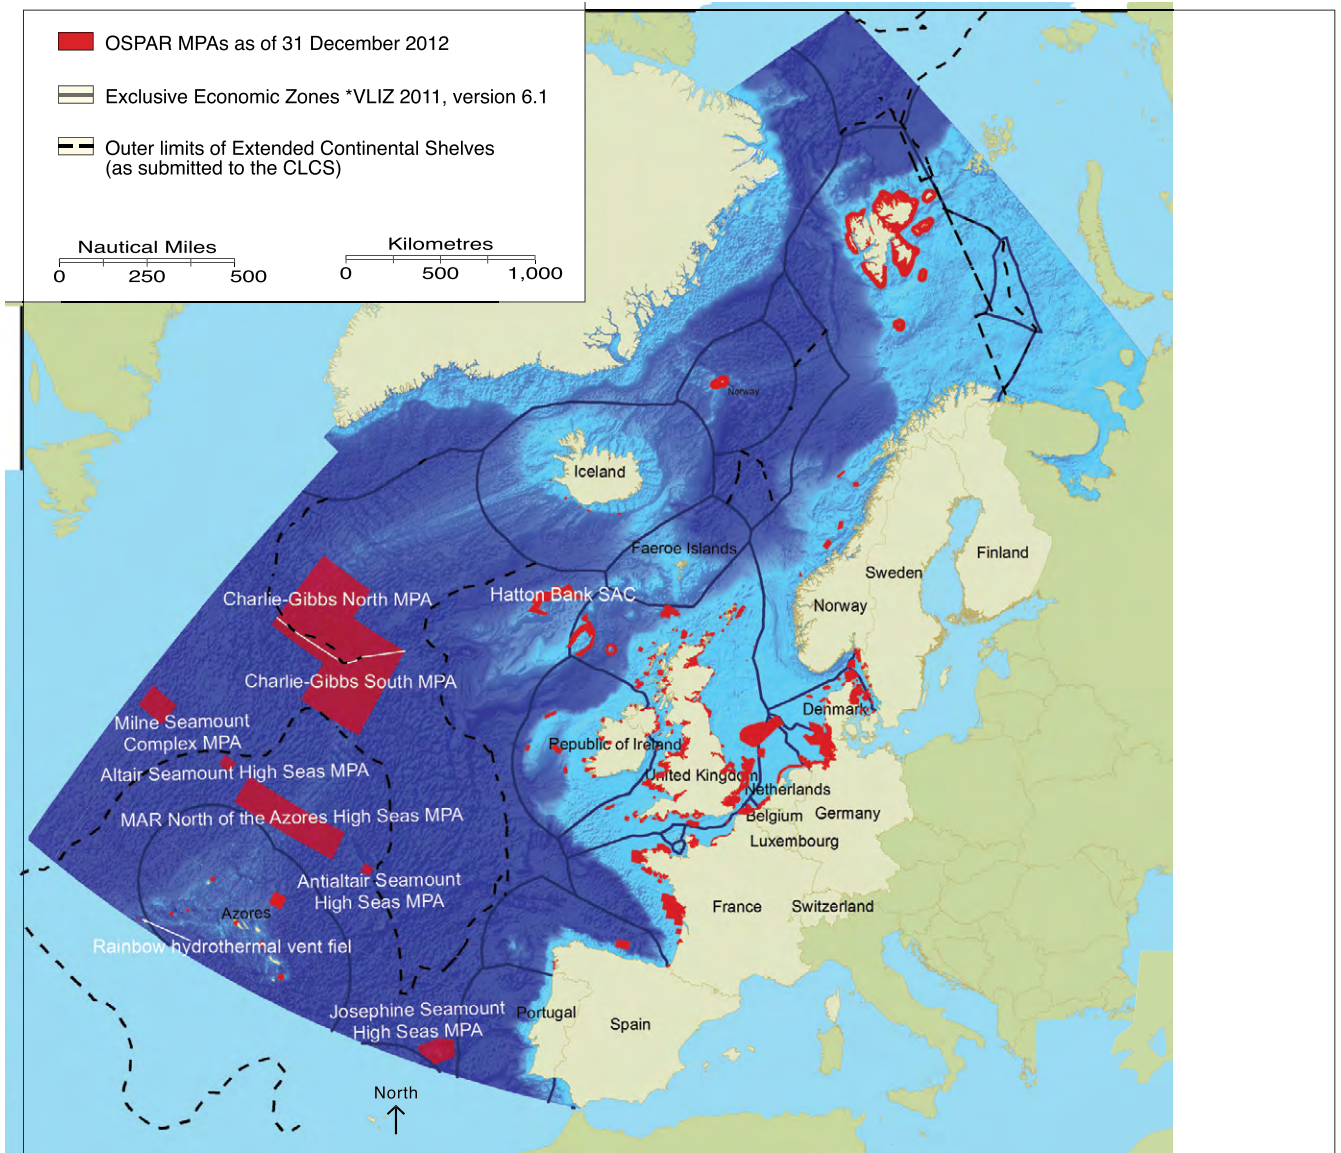 OSPAR MPAs as of 31 December 2012
Exclusive Economic Zones *VLIZ 2011, version 6.1
Outer limits of Extended Continental Shelves
(as submitted to the CLCS)
Nautical Miles
0 250 500
Kilometres
0 500 1,000
Norway
Iceland
Faeroe Islands
Finland
Sweden
Hatton Bank SAC
Charlie-Gibbs North MPA
Norway
Charlie-Gibbs South MPA
Denmark
Milne Seamount
Complex MPA
Republic of Ireland
Altair Seamount High Seas MPA
United Kingdom
Netherlands
MAR North of the Azores High Seas MPA
Belgium
Germany
Luxembourg
Antialtair Seamount
High Seas MPA
Azores
France
Switzerland
Rainbow hydrothermal vent fiel
Josephine Seamount
High Seas MPA
Portugal
Spain
North